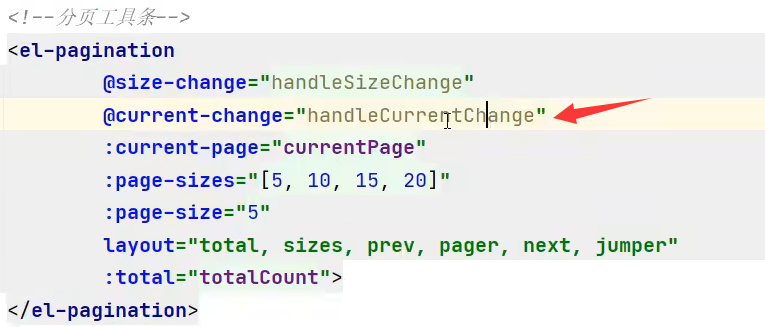 <!--分页工具条-->
<el-pagination
@size-change="handleSizeChange"
@current-change="handleCurrentChange"
:current-page="currentPage"
:page-sizes="[5, 10, 15, 20]"
:page-size="5"
layout="total, sizes, prev, pager, next, jumper"
:total="totalCount">
</el-pagination>